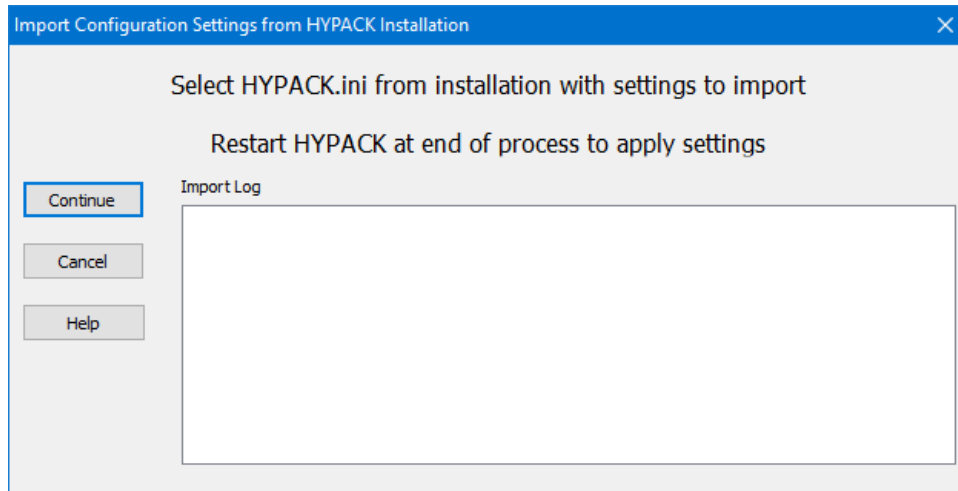 Import Configuration Settings from HYPACK Installation
Select HYPACK.ini from installation with settings to import
Restart HYPACK at end of process to apply settings
Import Log
Continue
Cancel
Help